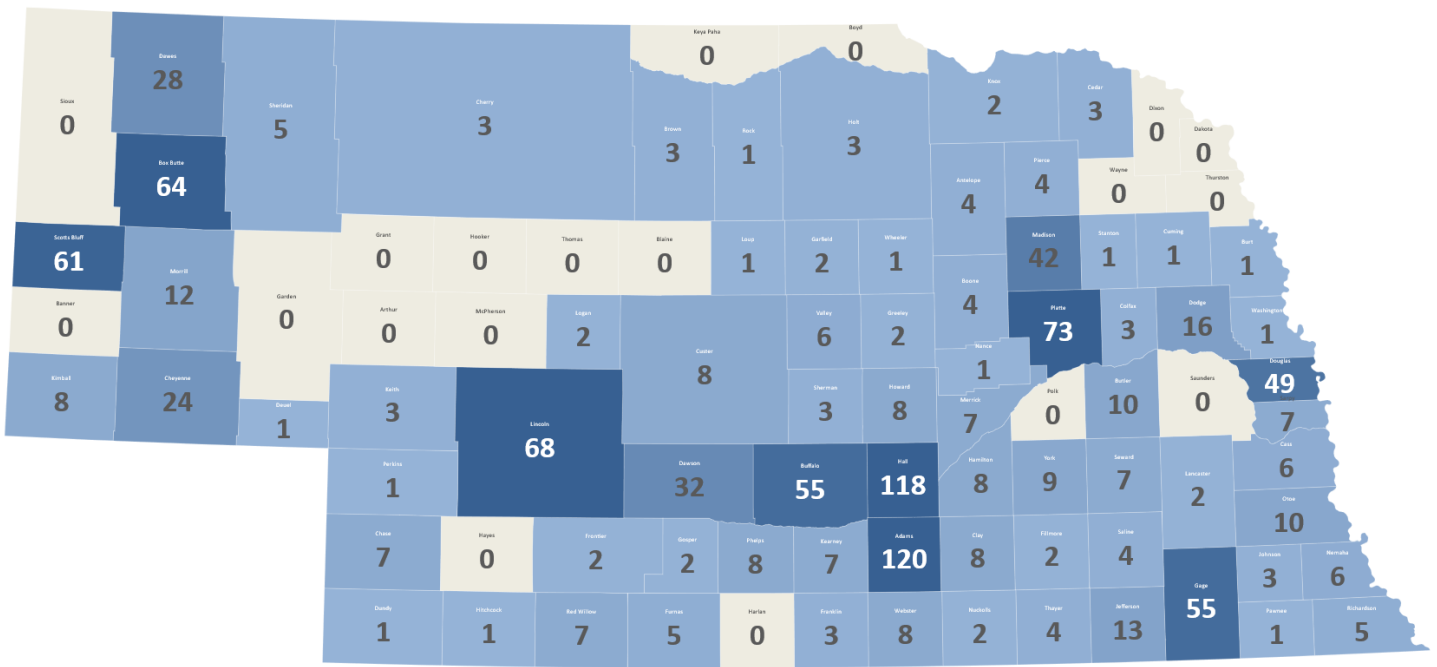 Sioux
0
Dawes
28
Box Butte
64
Sheridan
5
Cherry
3
Keya Paha
0
Boyd
0
Brown
3
Rock
1
Holt
3
Knox
2
Cedar
3
Dixon
0
Dakota
0
Antelope
4
Pierce
4
Wayne
0
Thurston
0
Scotts Bluff
61
Morrill
12
Banner
0
Garden
0
Grant
0
Hooker
0
Thomas
0
Blaine
0
Loup
1
Garfield
2
Wheeler
1
Madison
42
Stanton
1
Cuming
1
Burt
1
Arthur
0
McPherson
0
Logan
2
Custer
8
Valley
6
Greeley
2
Boone
4
Platte
73
Colfax
3
Dodge
16
Washington
1
Nance
1
Kimball
8
Cheyenne
24
Deuel
1
Keith
3
Lincoln
68
Sherman
3
Howard
8
Merrick
7
Polk
0
Butler
10
Saunders
0
Douglas
49
7
Perkins
1
Dawson
32
Buffalo
55
Hall
118
Hamilton
8
York
9
Seward
7
Lancaster
2
Cass
6
Otoe
10
Chase
7
Hayes
0
Frontier
2
Gosper
2
Phelps
8
Kearney
7
Adams
120
Clay
8
Fillmore
2
Saline
4
Gage
55
Johnson
3
Nemaha
6
Dundy
1
Hitchcock
1
Red Willow
7
Furnas
5
Harlan
0
Franklin
3
Webster
8
Nuckolls
2
Thayer
4
Jefferson
13
Pawnee
1
Richardson
5